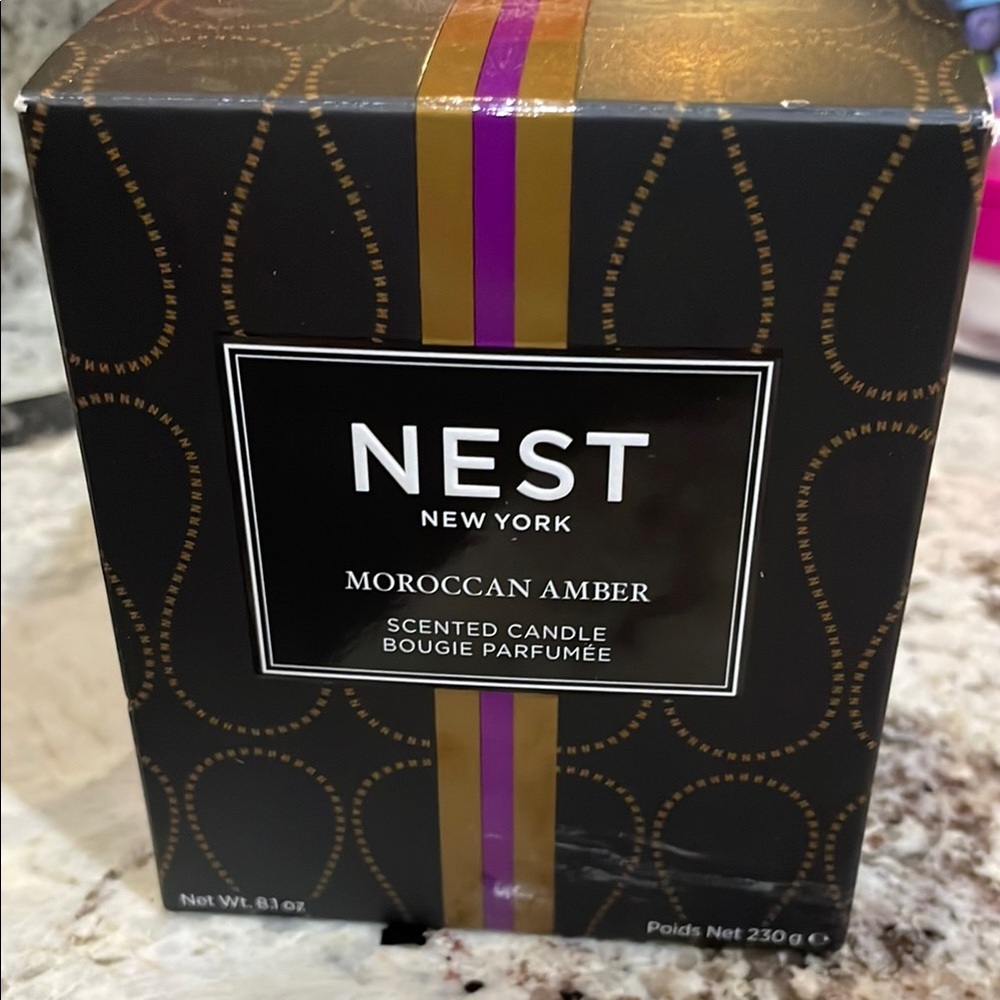 NEST
NEW YORK
MOROCCAN AMBER
SCENTED CANDLE
BOUGIE PARFUMÉE
Net Wt. 8.1 oz
Poids Net 230 g ℮